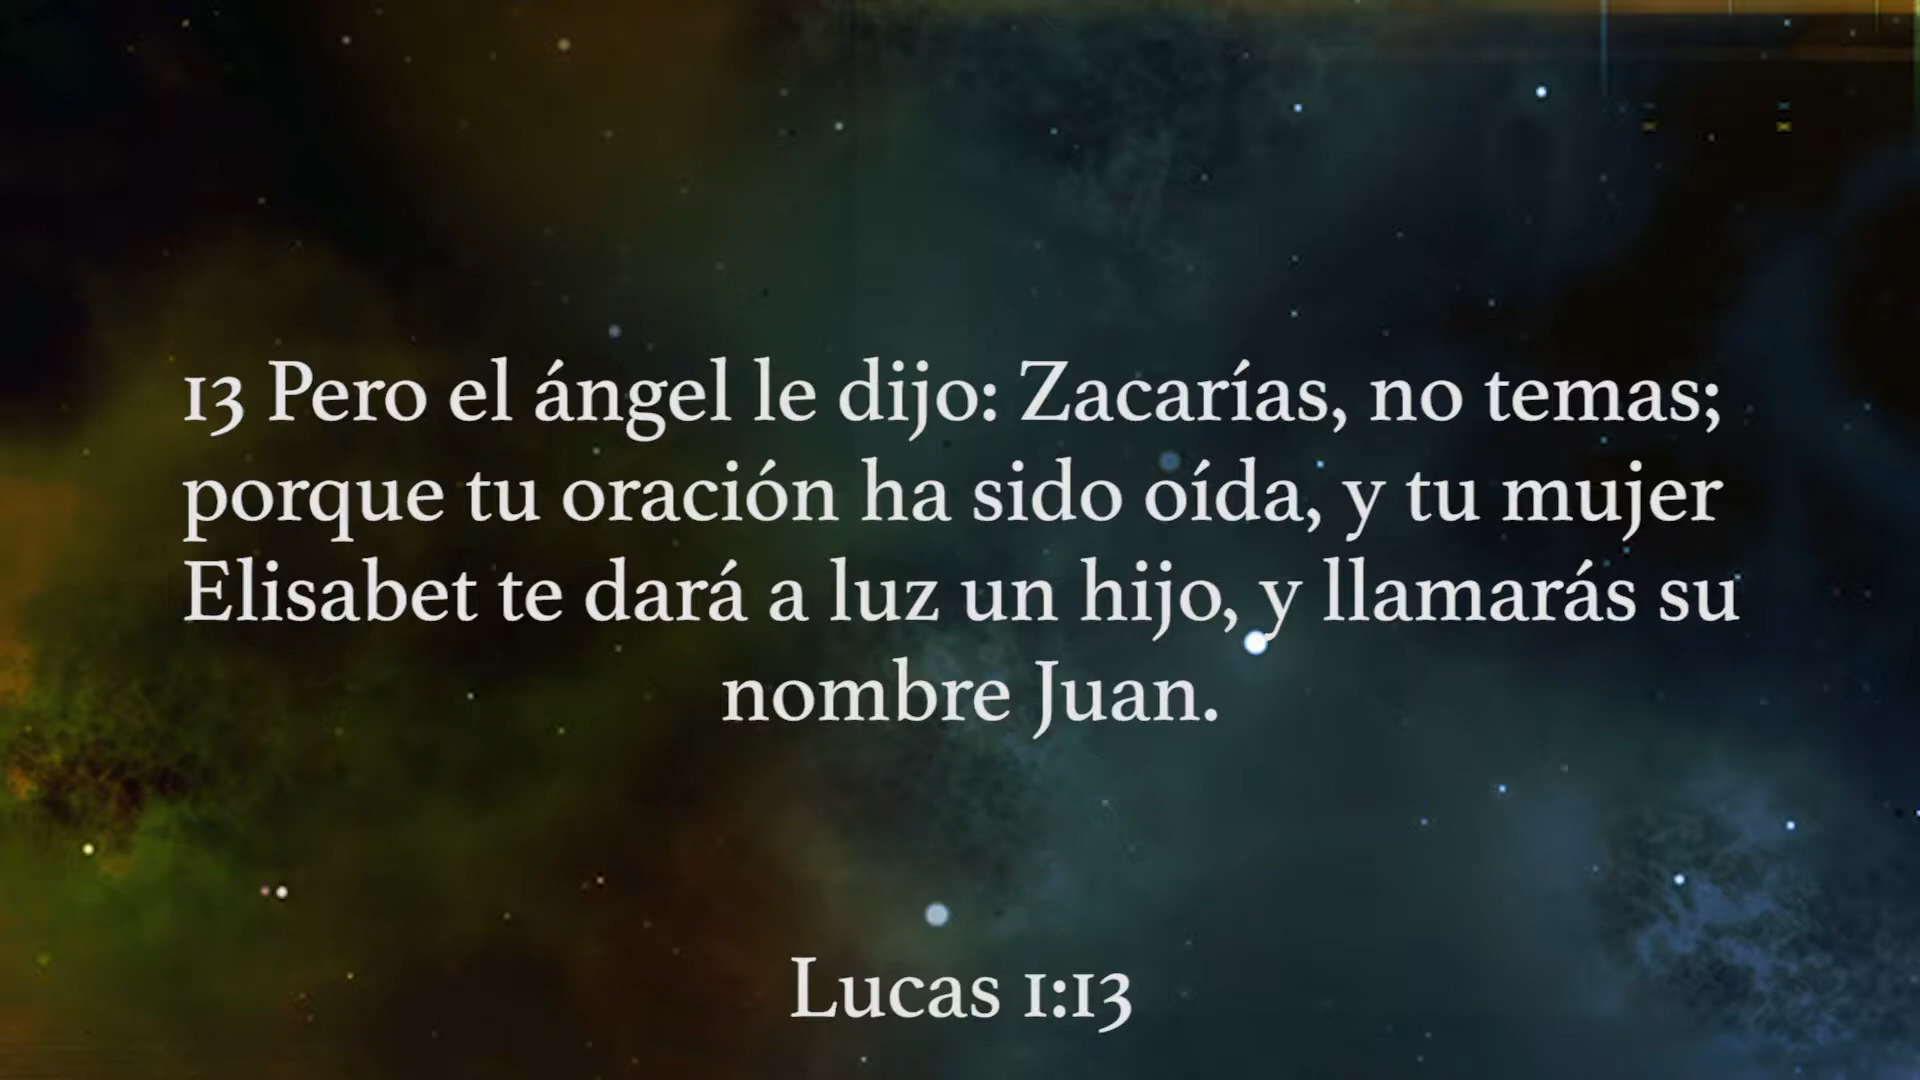 13 Pero el ángel le dijo: Zacarías, no temas;
porque tu oración ha sido oída, y tu mujer
Elisabet te dará a luz un hijo, y llamarás su
nombre Juan.
Lucas 1:13